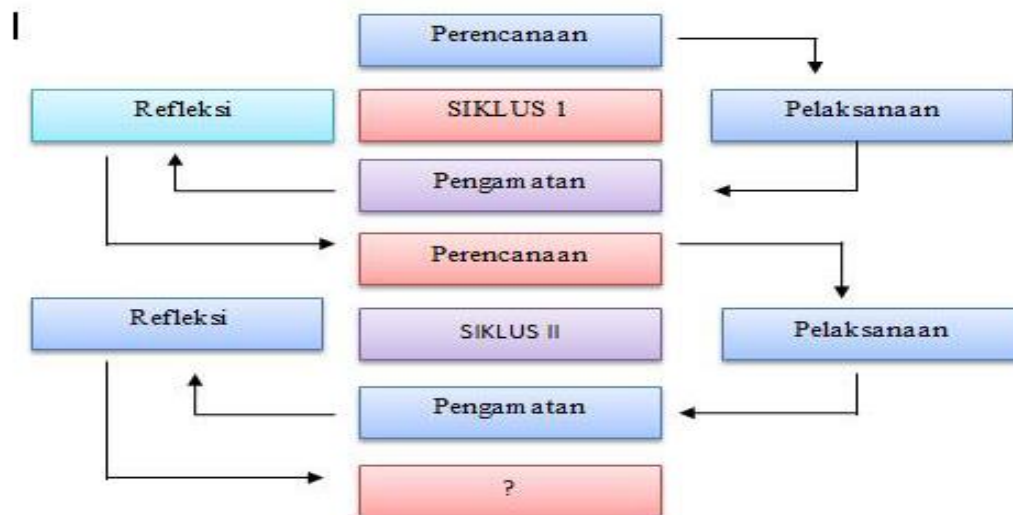 I
Perencanaan
Refleksi
SIKLUS 1
Pelaksanaan
Pengamatan
Perencanaan
Refleksi
SIKLUS II
Pelaksanaan
Pengamatan
?